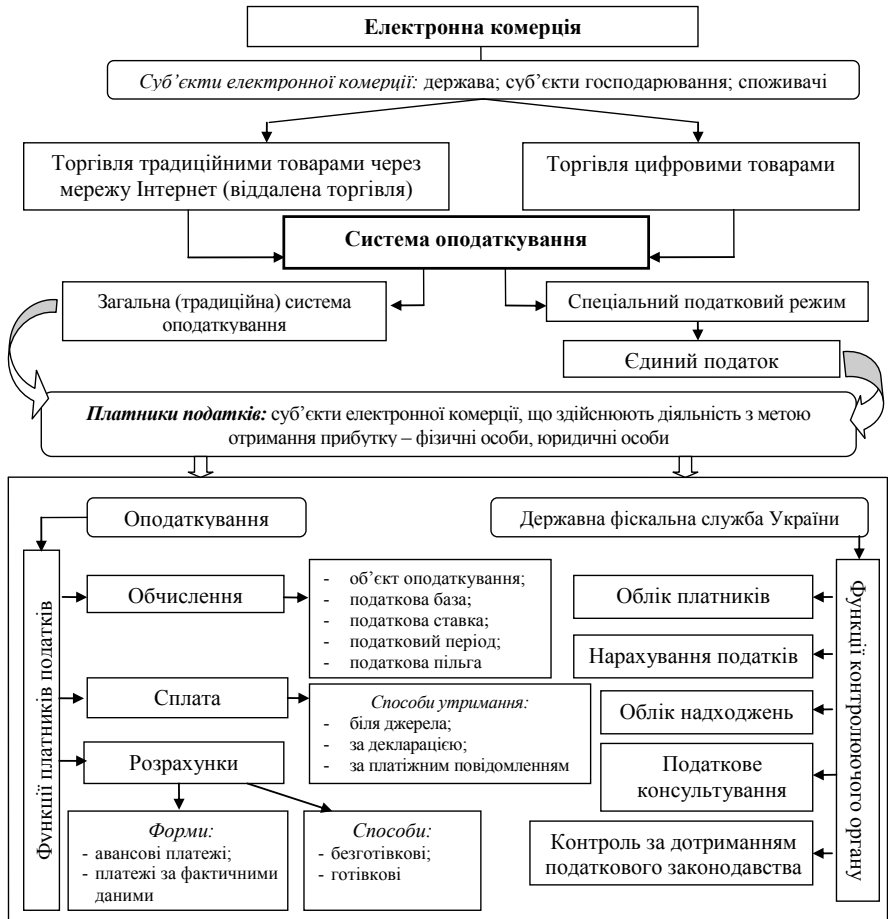 Електронна комерція
Суб’єкти електронної комерції: держава; суб’єкти господарювання; споживачі
Торгівля традиційними товарами через
мережу Інтернет (віддалена торгівля)
Торгівля цифровими товарами
Система оподаткування
Загальна (традиційна) система
оподаткування
Спеціальний податковий режим
Єдиний податок
Платники податків: суб’єкти електронної комерції, що здійснюють діяльність з метою
отримання прибутку – фізичні особи, юридичні особи
Оподаткування
Функції платників податків
Обчислення
- об’єкт оподаткування;
- податкова база;
- податкова ставка;
- податковий період;
- податкова пільга
Сплата
Способи утримання:
- біля джерела;
- за декларацією;
- за платіжним повідомленням
Розрахунки
Форми:
- авансові платежі;
- платежі за фактичними
даними
Способи:
- безготівкові;
- готівкові
Державна фіскальна служба України
Функції контролюючого органу
Облік платників
Нарахування податків
Облік надходжень
Податкове
консультування
Контроль за дотриманням
податкового законодавства